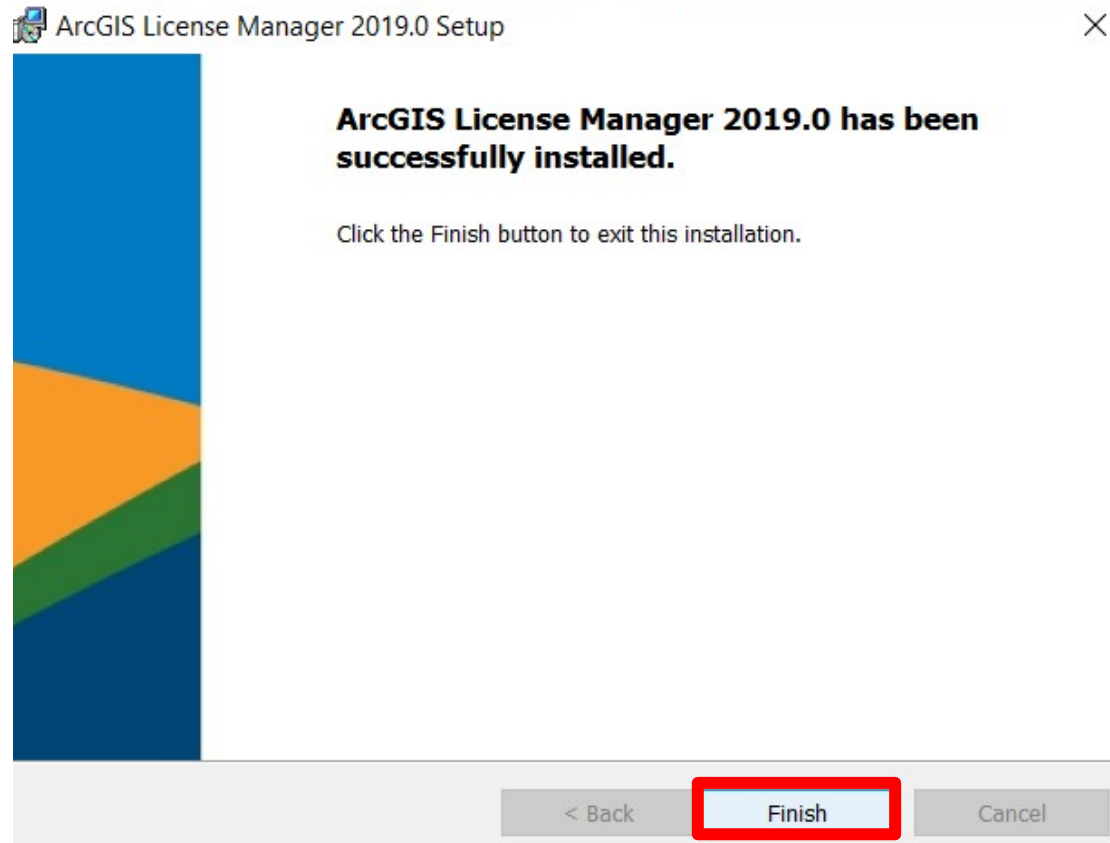 ArcGIS License Manager 2019.0 Setup
ArcGIS License Manager 2019.0 has been
successfully installed.
Click the Finish button to exit this installation.
< Back
Finish
Cancel